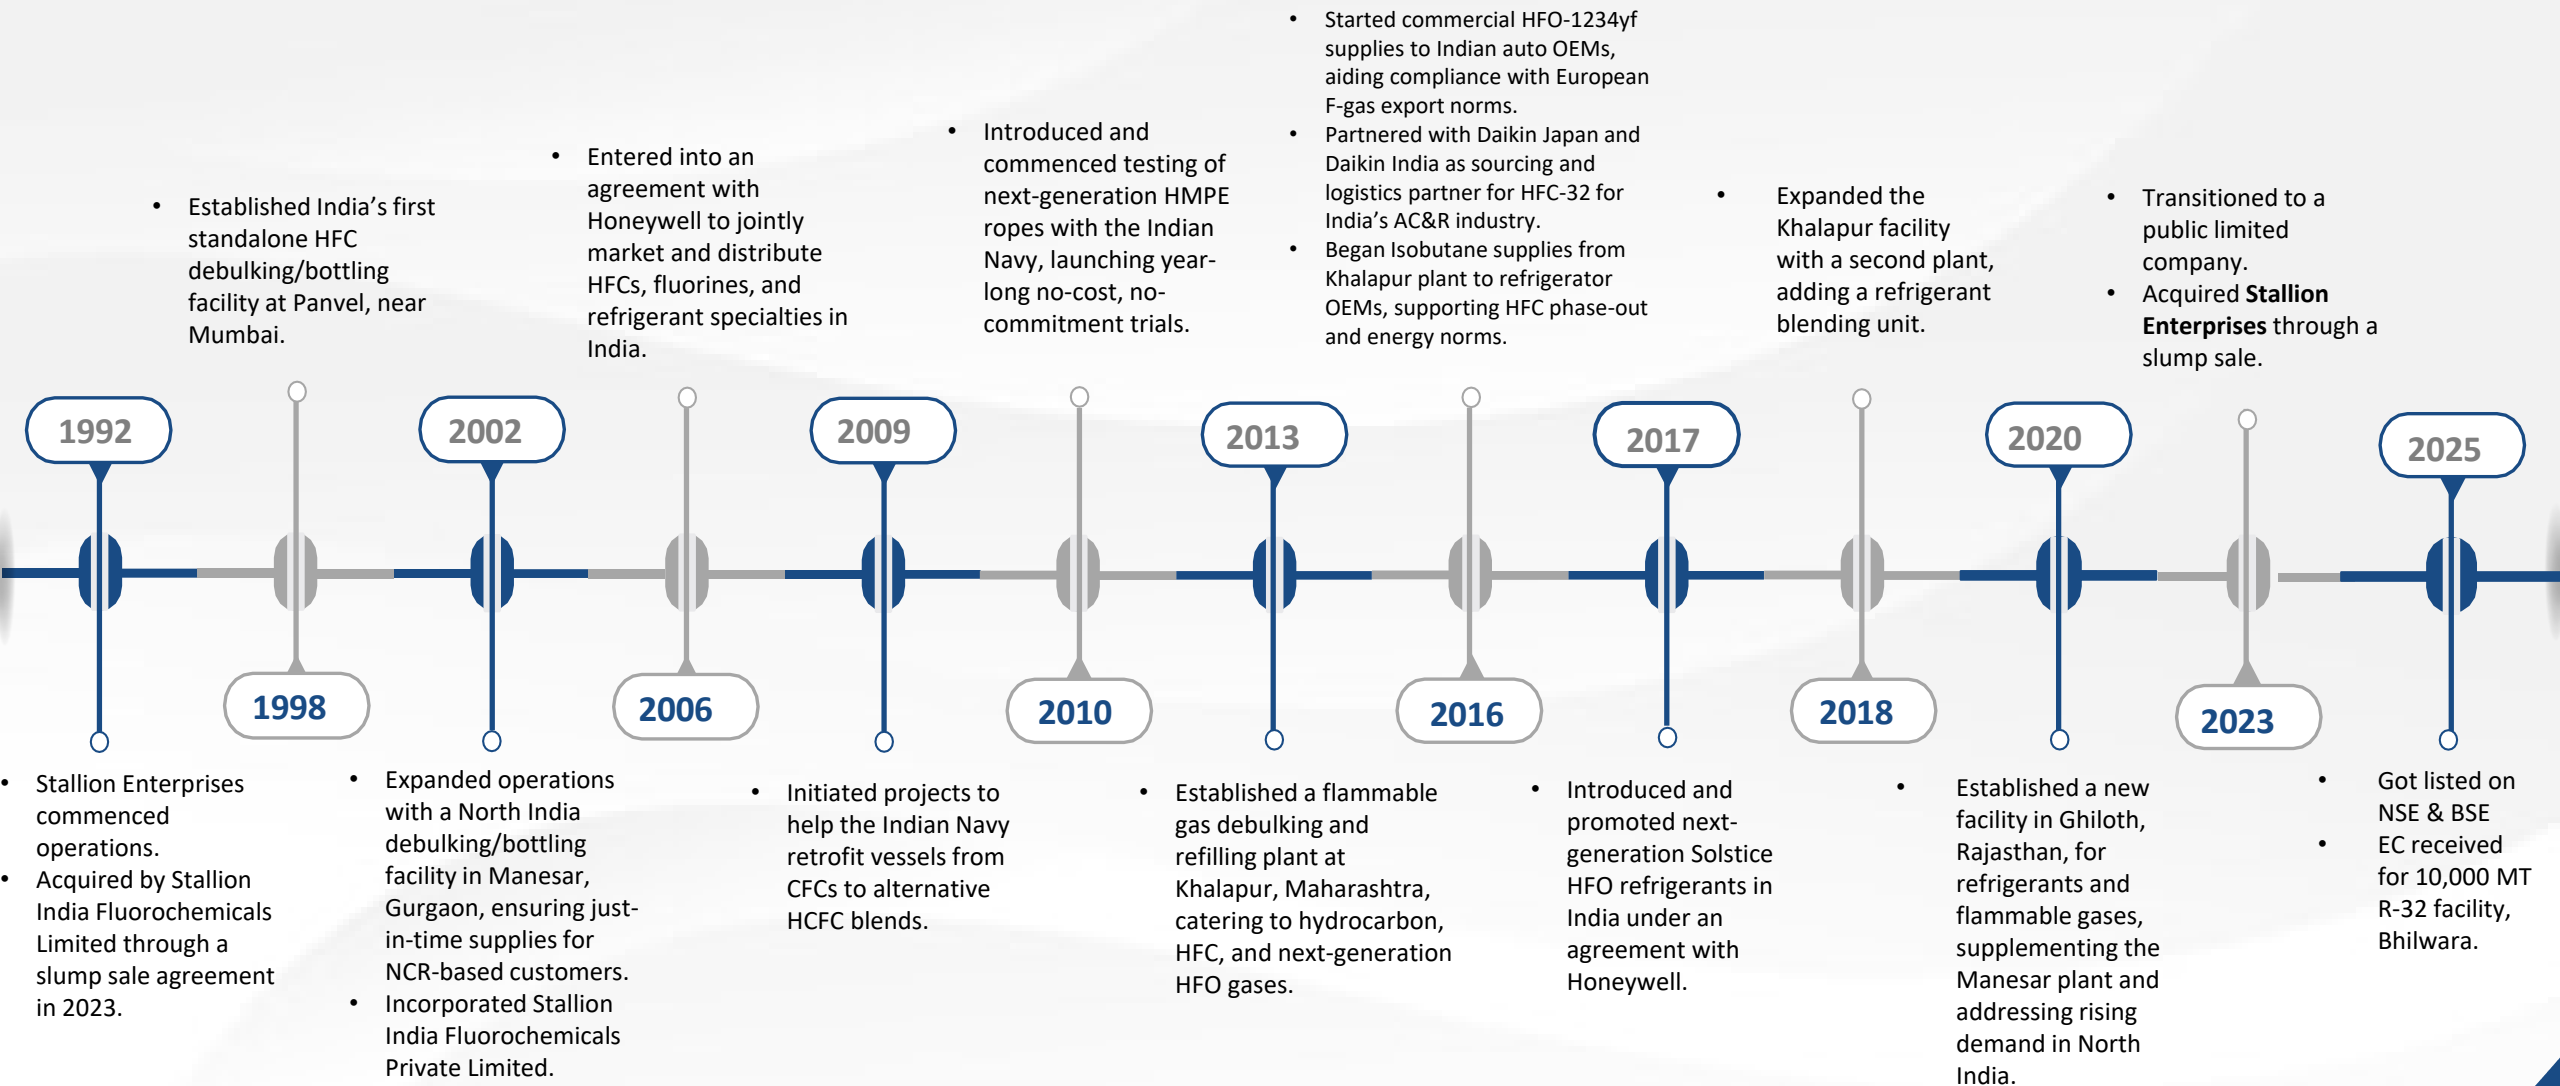 • Established India’s first
standalone HFC
debulking/bottling
facility at Panvel, near
Mumbai.
• Entered into an
agreement with
Honeywell to jointly
market and distribute
HFCs, fluorines, and
refrigerant specialties in
India.
• Introduced and
commenced testing of
next-generation HMPE
ropes with the Indian
Navy, launching year-
long no-cost, no-
commitment trials.
• Started commercial HFO-1234yf
supplies to Indian auto OEMs,
aiding compliance with European
F-gas export norms.
• Partnered with Daikin Japan and
Daikin India as sourcing and
logistics partner for HFC-32 for
India’s AC&R industry.
• Began Isobutane supplies from
Khalapur plant to refrigerator
OEMs, supporting HFC phase-out
and energy norms.
• Expanded the
Khalapur facility
with a second plant,
adding a refrigerant
blending unit.
• Transitioned to a
public limited
company.
• Acquired Stallion
Enterprises through a
slump sale.
1992
2002
2009
2013
2017
2020
2025
1998
2006
2010
2016
2018
2023
• Stallion Enterprises
commenced
operations.
• Acquired by Stallion
India Fluorochemicals
Limited through a
slump sale agreement
in 2023.
• Expanded operations
with a North India
debulking/bottling
facility in Manesar,
Gurgaon, ensuring just-
in-time supplies for
NCR-based customers.
• Incorporated Stallion
India Fluorochemicals
Private Limited.
• Initiated projects to
help the Indian Navy
retrofit vessels from
CFCs to alternative
HCFC blends.
• Established a flammable
gas debulking and
refilling plant at
Khalapur, Maharashtra,
catering to hydrocarbon,
HFC, and next-generation
HFO gases.
• Introduced and
promoted next-
generation Solstice
HFO refrigerants in
India under an
agreement with
Honeywell.
• Established a new
facility in Ghiloth,
Rajasthan, for
refrigerants and
flammable gases,
supplementing the
Manesar plant and
addressing rising
demand in North
India.
• Got listed on
NSE & BSE
• EC received
for 10,000 MT
R-32 facility,
Bhilwara.